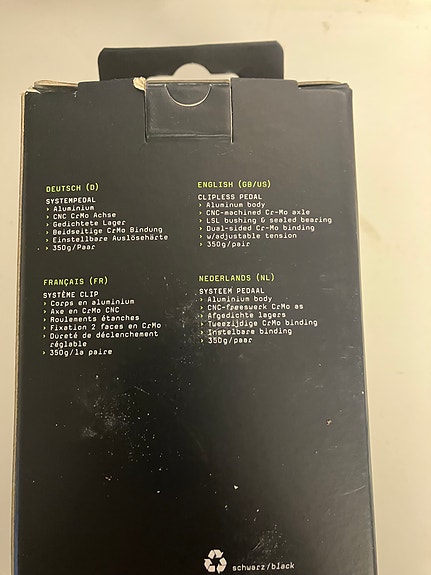 DEUTSCH (D)
SYSTEMPEDAL
› Aluminium
› CNC CrMo Achse
› Gedichtete Lager
› Beidseitige CrMo Bindung
› Einstellbare Auslösehärte
› 350g/Paar
ENGLISH (GB/US)
CLIPLESS PEDAL
› Aluminum body
› CNC-machined Cr-Mo axle
› LSL bushing & sealed bearing
› Dual-sided Cr-Mo binding
w/adjustable tension
› 350g/pair
FRANÇAIS (FR)
SYSTÈME CLIP
› Corps en aluminium
› Axe en CrMo CNC
› Roulements étanches
› Fixation 2 faces en CrMo
› Dureté de déclenchement
réglable
› 350g/la paire
NEDERLANDS (NL)
SYSTEEM PEDAAL
› Aluminium body
› CNC-freeswerk CrMo as
› Afgedichte lagers
› Tweezijdige CrMo binding
› Instelbare binding
› 350g/paar
schwarz/black